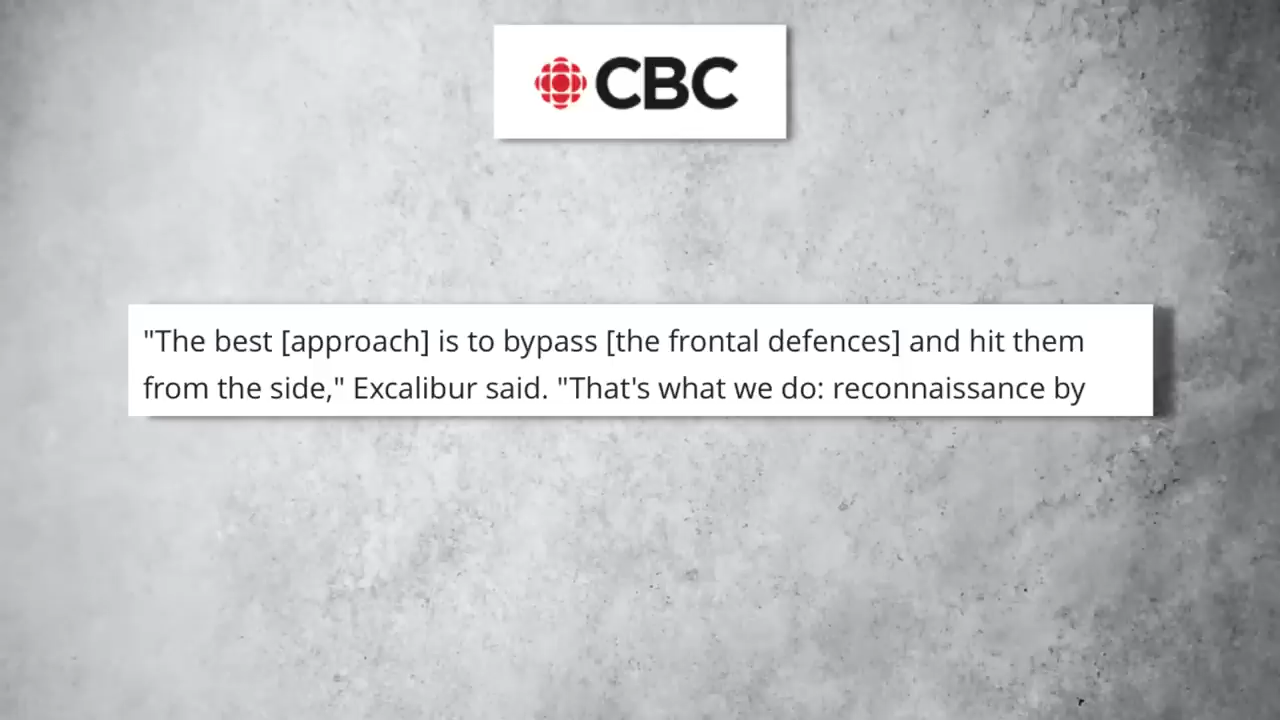 CBC
"The best [approach] is to bypass [the frontal defences] and hit them
from the side," Excalibur said. "That's what we do: reconnaissance by